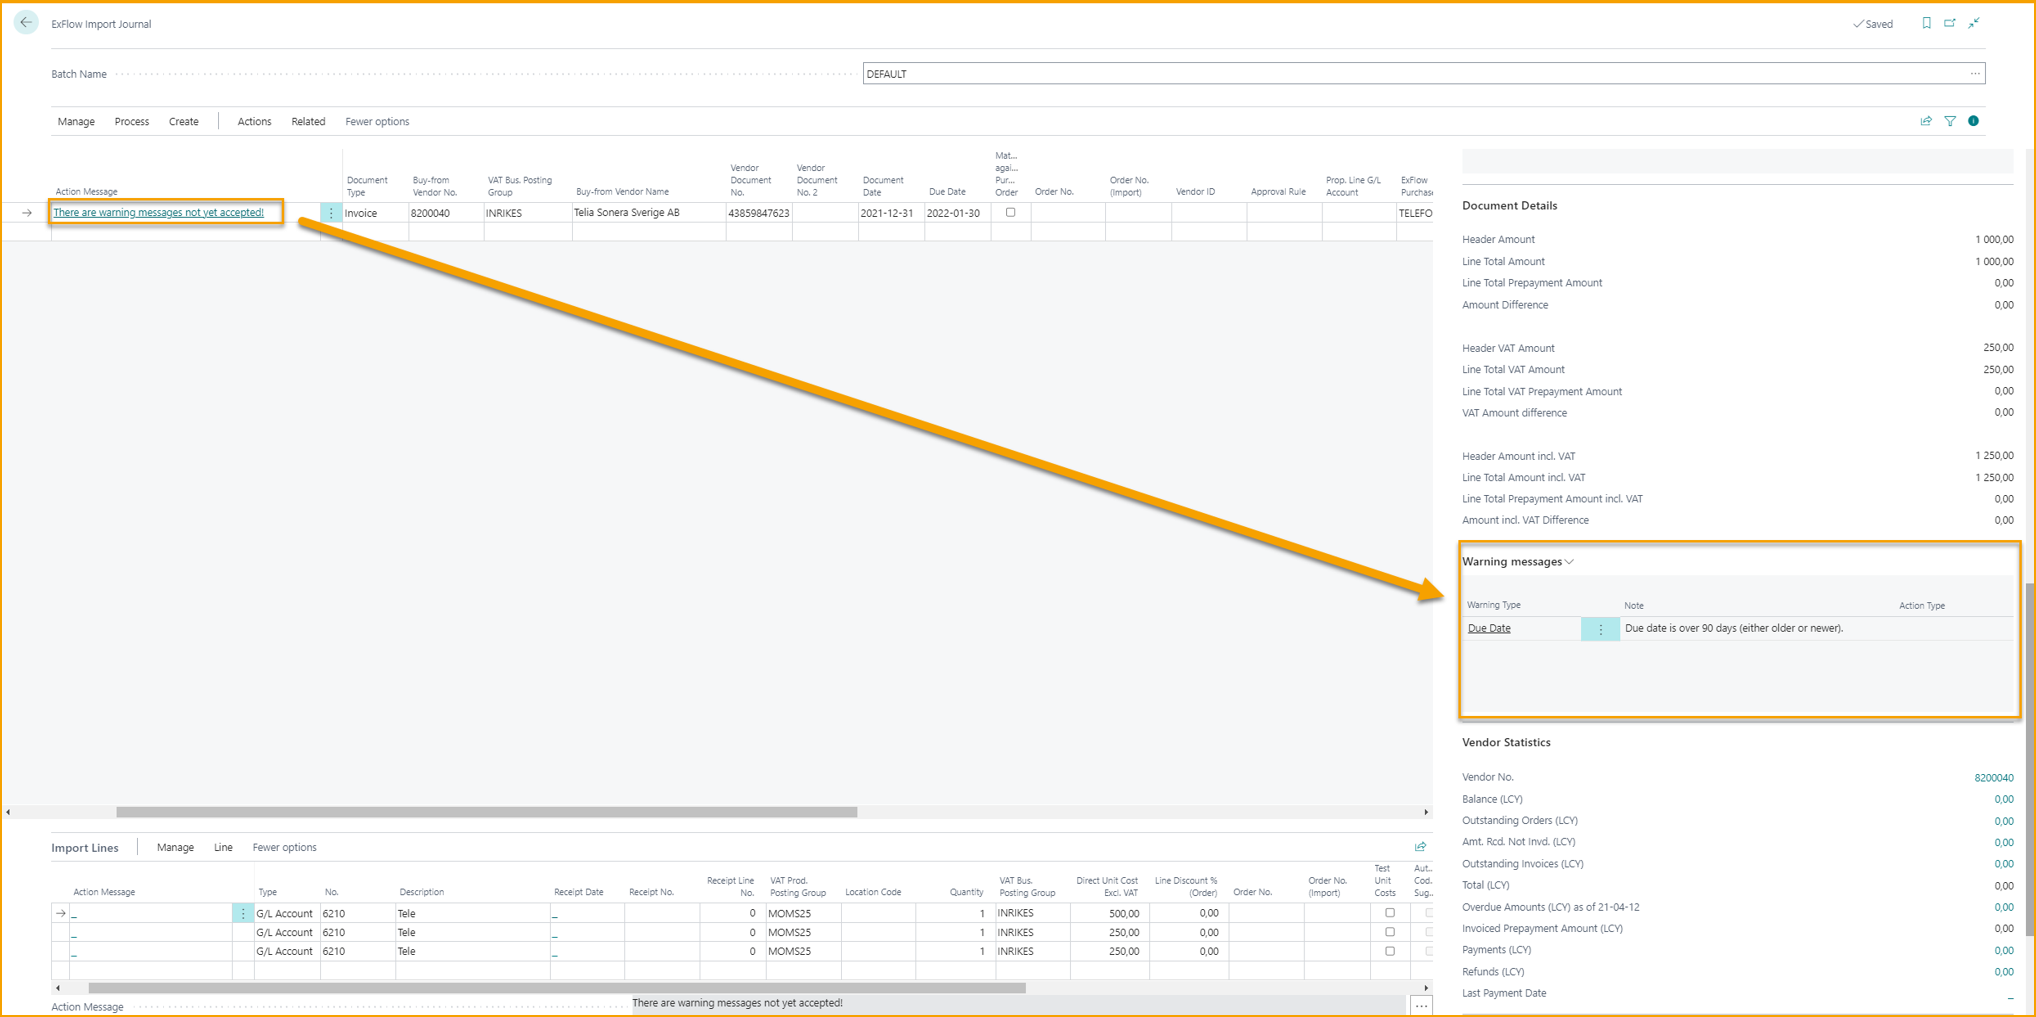 ExFlow Import Journal
Saved
Batch Name
DEFAULT
Manage Process Create Actions Related Fewer options
Action Message
Document Type
Buy-from Vendor No.
VAT Bus. Posting Group
Buy-from Vendor Name
Vendor Document No.
Vendor Document No. 2
Document Date
Due Date
Mat... agai... Pur... Order
Order No.
Order No. (Import)
Vendor ID
Approval Rule
Prop. Line G/L Account
ExFlow Purchase
There are warning messages not yet accepted! Invoice 8200040 INRIKES Telia Sonera Sverige AB 43859847623 2021-12-31 2022-01-30 TELEFO
Document Details
Header Amount 1 000,00
Line Total Amount 1 000,00
Line Total Prepayment Amount 0,00
Amount Difference 0,00
Header VAT Amount 250,00
Line Total VAT Amount 250,00
Line Total VAT Prepayment Amount 0,00
VAT Amount difference 0,00
Header Amount incl. VAT 1 250,00
Line Total Amount incl. VAT 1 250,00
Line Total Prepayment Amount incl. VAT 0,00
Amount incl. VAT Difference 0,00
Warning messages
Warning Type Note Action Type
Due Date Due date is over 90 days (either older or newer).
Vendor Statistics
Vendor No. 8200040
Balance (LCY) 0,00
Outstanding Orders (LCY) 0,00
Amt. Rcd. Not Invd. (LCY) 0,00
Outstanding Invoices (LCY) 0,00
Total (LCY) 0,00
Overdue Amounts (LCY) as of 21-04-12 0,00
Invoiced Prepayment Amount (LCY) 0,00
Payments (LCY) 0,00
Refunds (LCY) 0,00
Last Payment Date _
Import Lines Manage Line Fewer options
Action Message
Type
No.
Description
Receipt Date
Receipt No.
Receipt Line No.
VAT Prod. Posting Group
Location Code
Quantity
VAT Bus. Posting Group
Direct Unit Cost Excl. VAT
Line Discount % (Order)
Order No.
Order No. (Import)
Test Unit Costs
Aut... Cod... Sug...
_ G/L Account 6210 Tele _ 0 MOMS25 1 INRIKES 500,00 0,00
_ G/L Account 6210 Tele _ 0 MOMS25 1 INRIKES 250,00 0,00
_ G/L Account 6210 Tele _ 0 MOMS25 1 INRIKES 250,00 0,00
Action Message There are warning messages not yet accepted!